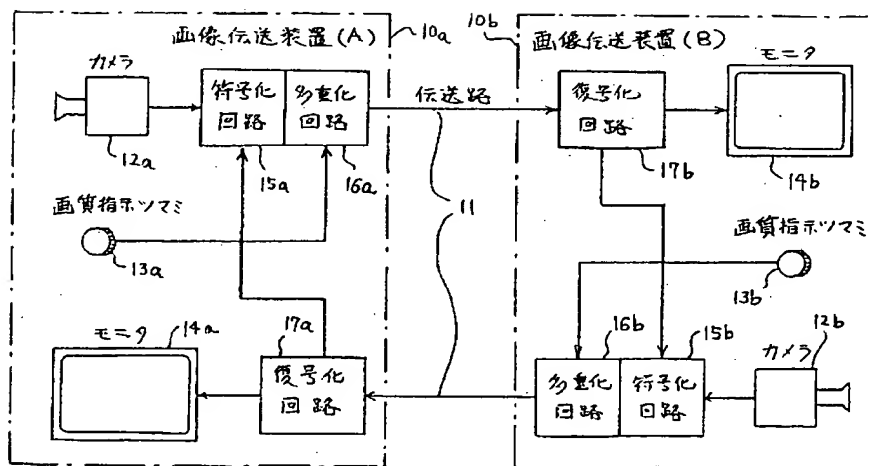 画像伝送装置(A)
10a
10b
画像伝送装置(B)
カメラ
12a
符号化
回路
15a
多重化
回路
16a
伝送路
11
復号化
回路
17b
モニタ
14b
画質指示ツマミ
13a
画質指示ツマミ
13b
モニタ
14a
17a
復号化
回路
16b
多重化
回路
15b
符号化
回路
カメラ
12b